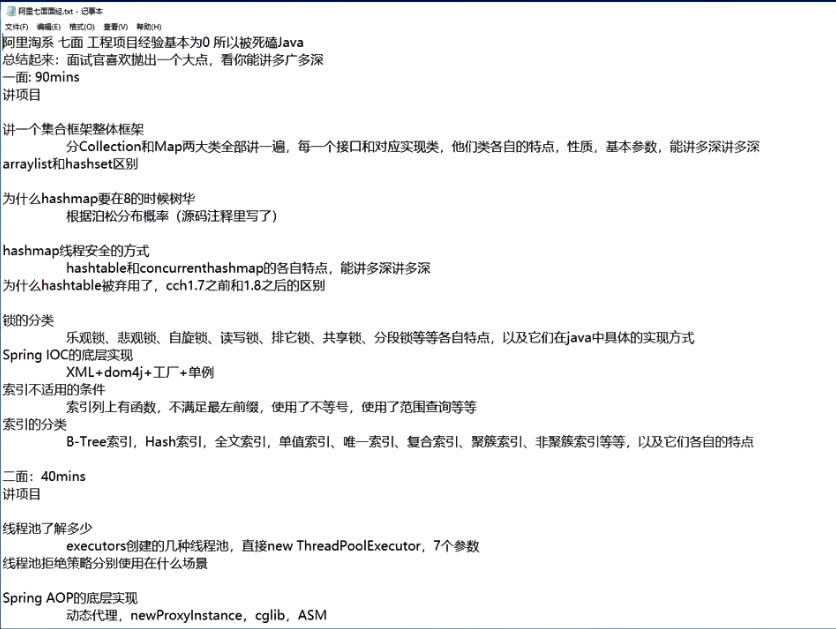 阿里七面面经.txt - 记事本
文件(F) 编辑(E) 格式(O) 查看(V) 帮助(H)
阿里淘系 七面 工程项目经验基本为0 所以被死磕Java
总结起来：面试官喜欢抛出一个大点，看你能讲多广多深
一面: 90mins
讲项目
讲一个集合框架整体框架
分Collection和Map两大类全部讲一遍，每一个接口和对应实现类，他们类各自的特点，性质，基本参数，能讲多深讲多深
arraylist和hashset区别
为什么hashmap要在8的时候树华
根据泊松分布概率（源码注释里写了）
hashmap线程安全的方式
hashtable和concurrenthashmap的各自特点，能讲多深讲多深
为什么hashtable被弃用了，cch1.7之前和1.8之后的区别
锁的分类
乐观锁、悲观锁、自旋锁、读写锁、排它锁、共享锁、分段锁等等各自特点，以及它们在java中具体的实现方式
Spring IOC的底层实现
XML+dom4j+工厂+单例
索引不适用的条件
索引列上有函数，不满足最左前缀，使用了不等号，使用了范围查询等等
索引的分类
B-Tree索引，Hash索引，全文索引，单值索引、唯一索引、复合索引、聚簇索引、非聚簇索引等等，以及它们各自的特点
二面：40mins
讲项目
线程池了解多少
executors创建的几种线程池，直接new ThreadPoolExecutor，7个参数
线程池拒绝策略分别使用在什么场景
Spring AOP的底层实现
动态代理，newProxyInstance，cglib，ASM